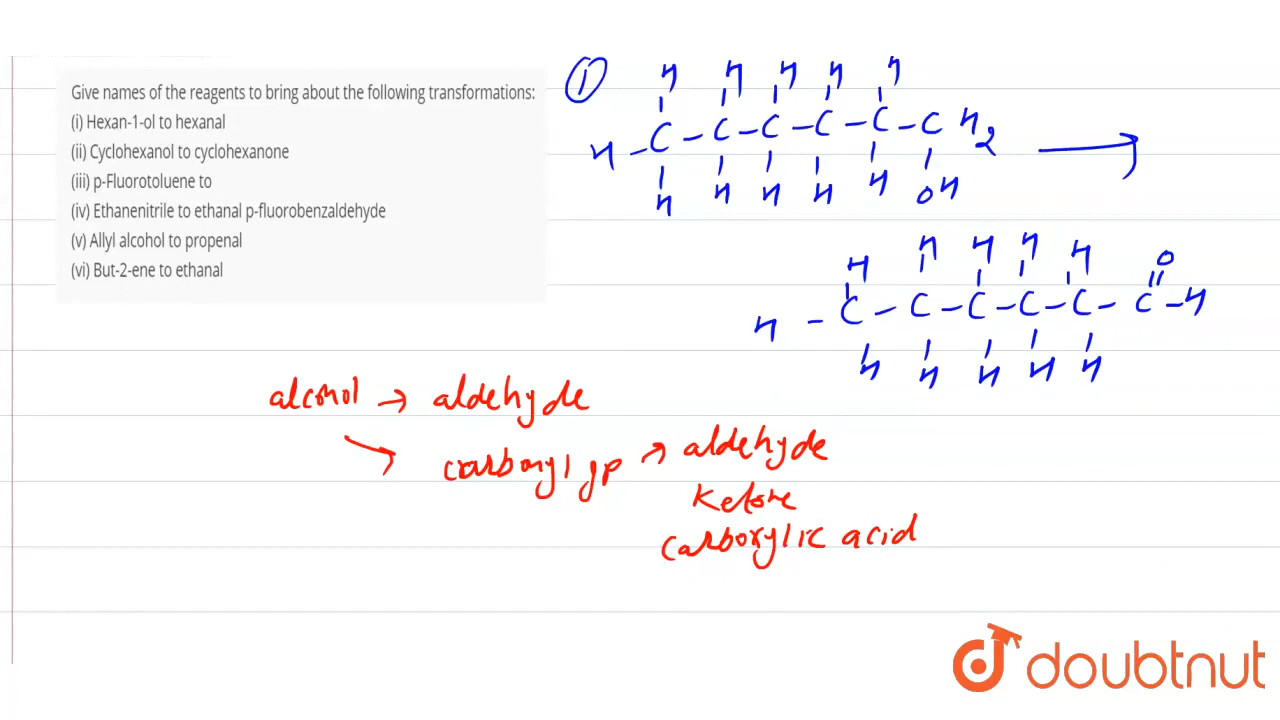 Give names of the reagents to bring about the following transformations:
(i) Hexan-1-ol to hexanal
(ii) Cyclohexanol to cyclohexanone
(iii) p-Fluorotoluene to
(iv) Ethanenitrile to ethanal p-fluorobenzaldehyde
(v) Allyl alcohol to propenal
(vi) But-2-ene to ethanal
①
H H H H H
H - C - C - C - C - C - C H2 →
H H H H H OH
H H H H H O
H - C - C - C - C - C - C - H
H H H H H
alcohol → aldehyde
→ carbonyl gp → aldehyde
Ketone
carboxylic acid
doubtnut